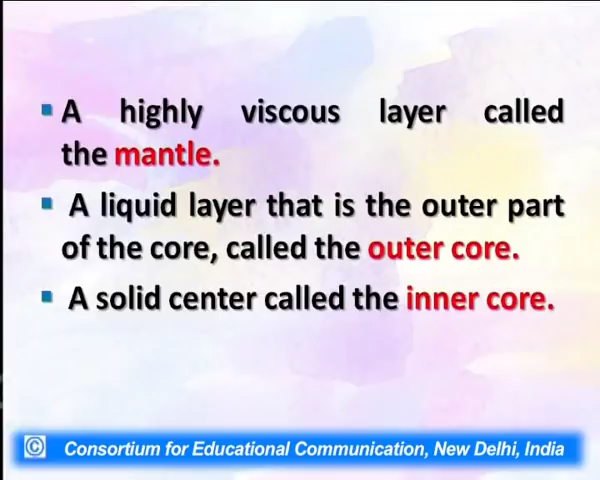 ▪ A highly viscous layer called
the mantle.
▪ A liquid layer that is the outer part
of the core, called the outer core.
▪ A solid center called the inner core.
© Consortium for Educational Communication, New Delhi, India